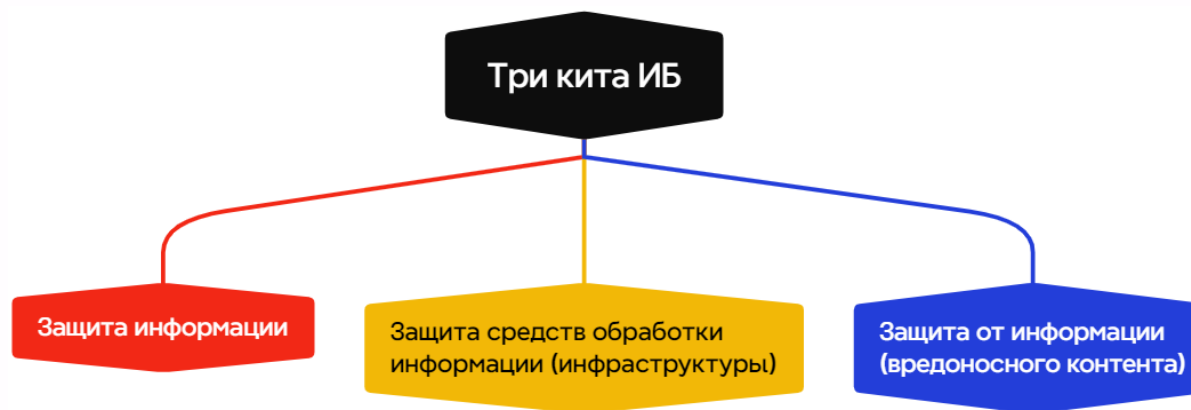 Три кита ИБ
Защита информации
Защита средств обработки
информации (инфраструктуры)
Защита от информации
(вредоносного контента)